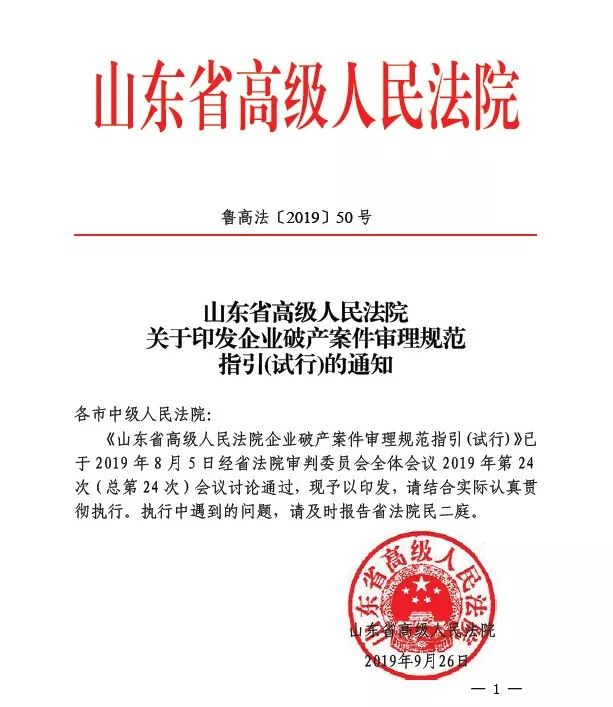 山东省高级人民法院
鲁高法〔2019〕50号
山东省高级人民法院
关于印发企业破产案件审理规范
指引(试行)的通知
各市中级人民法院：
《山东省高级人民法院企业破产案件审理规范指引(试行)》已
于2019年8月5日经省法院审判委员会全体会议2019年第24
次(总第24次)会议讨论通过，现予以印发，请结合实际认真贯
彻执行。执行中遇到的问题，请及时报告省法院民二庭。
山东省高级人民法院
山东省高级人民法院
2019年9月26日
— 1 —